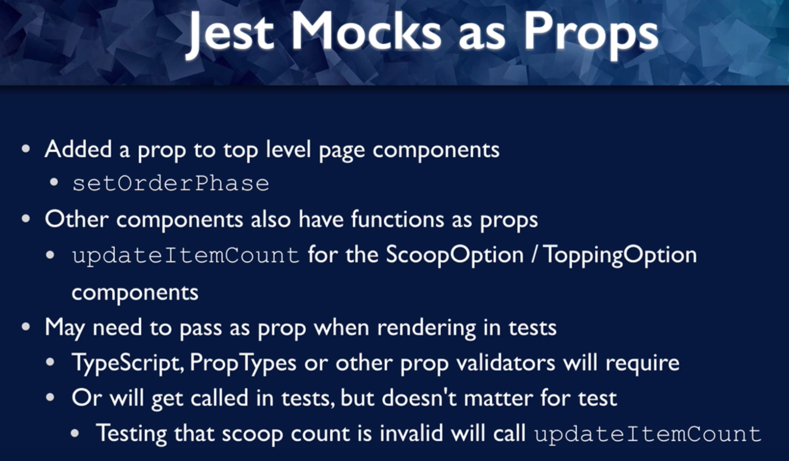 Jest Mocks as Props
• Added a prop to top level page components
• setOrderPhase
• Other components also have functions as props
• updateItemCount for the ScoopOption / ToppingOption
components
• May need to pass as prop when rendering in tests
• TypeScript, PropTypes or other prop validators will require
• Or will get called in tests, but doesn't matter for test
• Testing that scoop count is invalid will call updateItemCount